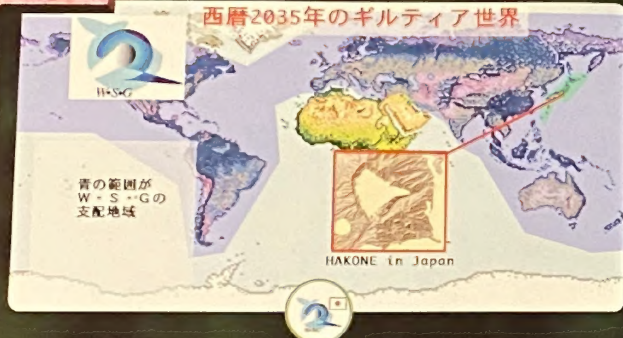 西暦2035年のギルティア世界
W·S·G
青の範囲が
W・S・Gの
支配地域
HAKONE in Japan